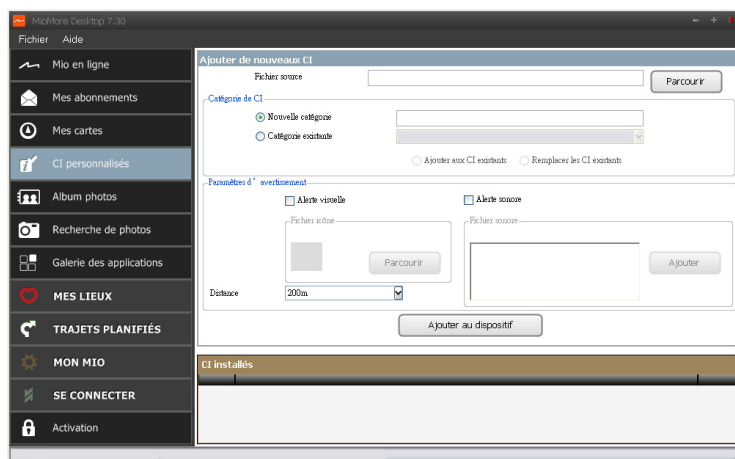 MioMore Desktop 7.30
Fichier Aide
Mio en ligne
Mes abonnements
Mes cartes
CI personnalisés
Album photos
Recherche de photos
Galerie des applications
MES LIEUX
TRAJETS PLANIFIÉS
MON MIO
SE CONNECTER
Activation
Ajouter de nouveaux CI
Fichier source Parcourir
Catégorie de CI
Nouvelle catégorie
Catégorie existante
Ajouter aux CI existants Remplacer les CI existants
Paramètres d’avertissement
Alerte visuelle Alerte sonore
Fichier icône Fichier sonore
Parcourir Ajouter
Distance 200m
Ajouter au dispositif
CI installés